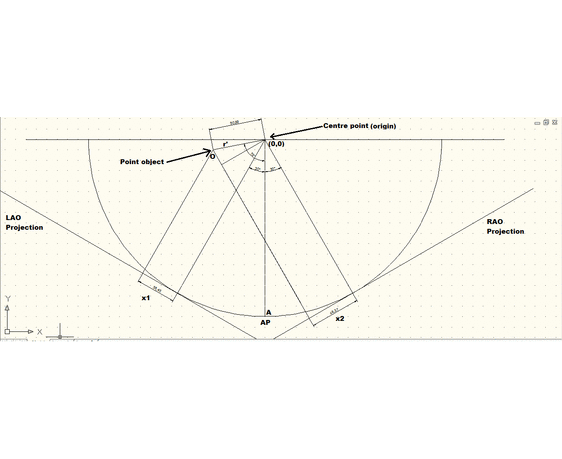 Centre point (origin)
(0,0)
r'
O
Point object
LAO
Projection
RAO
Projection
x1
x2
A
AP
Y
X